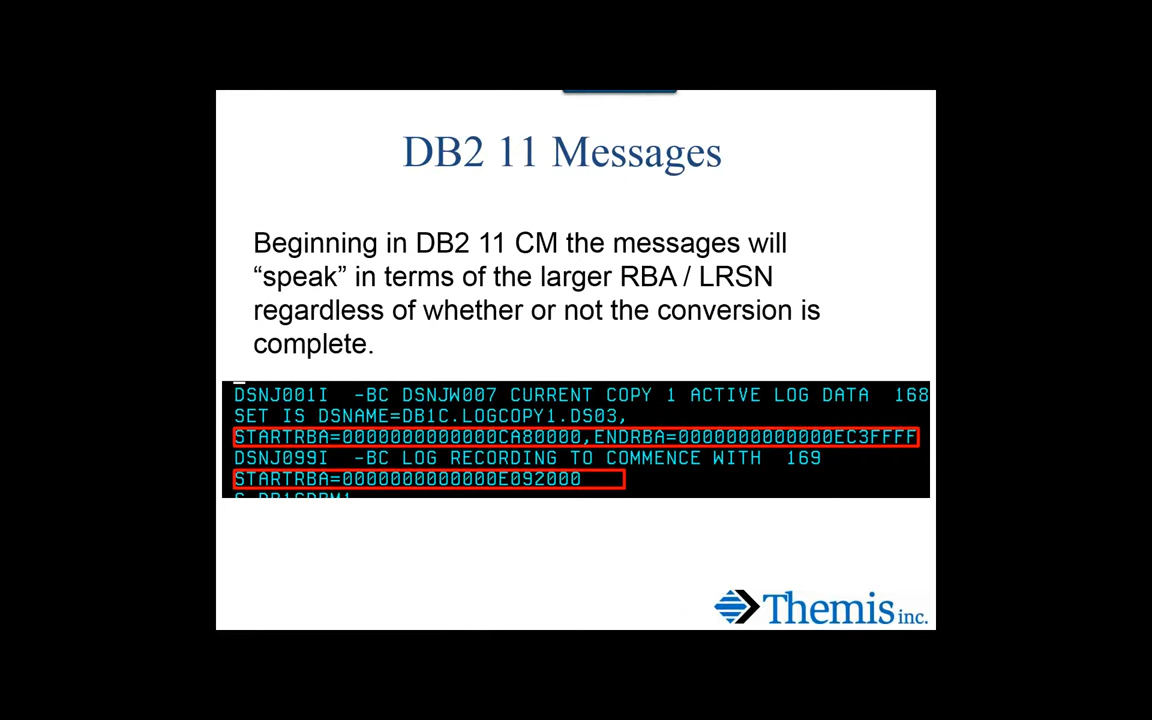 DB2 11 Messages
Beginning in DB2 11 CM the messages will
“speak” in terms of the larger RBA / LRSN
regardless of whether or not the conversion is
complete.
DSNJ001I -BC DSNJW007 CURRENT COPY 1 ACTIVE LOG DATA 168
SET IS DSNAME=DB1C.LOGCOPY1.DS03,
STARTRBA=0000000000000CA80000,ENDRBA=0000000000000EC3FFFF
DSNJ099I -BC LOG RECORDING TO COMMENCE WITH 169
STARTRBA=0000000000000E092000
Themis inc.